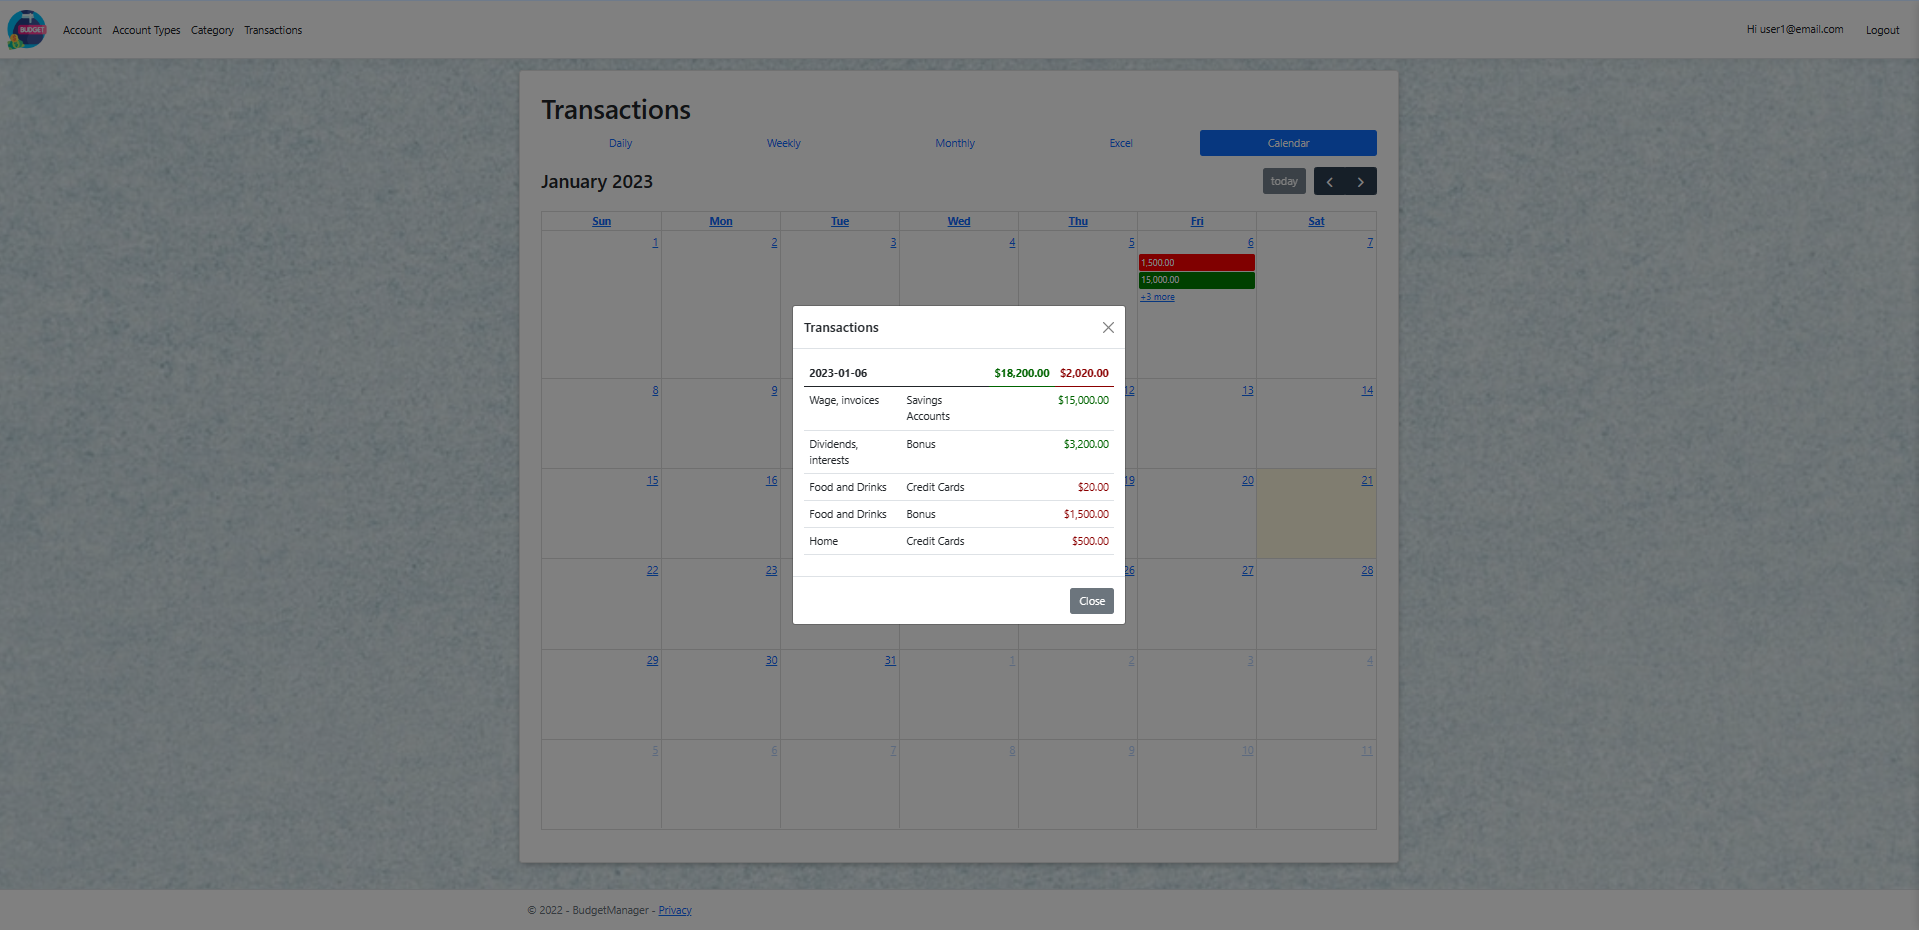 BUDGET
Account Account Types Category Transactions
Hi user1@email.com Logout
Transactions
Daily Weekly Monthly Excel Calendar
January 2023
today
Sun Mon Tue Wed Thu Fri Sat
1 2 3 4 5 6 7
1,500.00
15,000.00
+3 more
Transactions
2023-01-06 $18,200.00 $2,020.00
Wage, invoices Savings Accounts $15,000.00
Dividends, interests Bonus $3,200.00
Food and Drinks Credit Cards $20.00
Food and Drinks Bonus $1,500.00
Home Credit Cards $500.00
Close
8 9 12 13 14
15 16 19 20 21
22 23 26 27 28
29 30 31 1 2 3 4
5 6 7 8 9 10 11
© 2022 - BudgetManager - Privacy